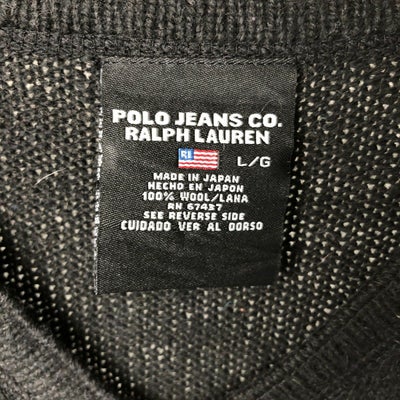 POLO JEANS CO.
RALPH LAUREN
RL L/G
MADE IN JAPAN
HECHO EN JAPON
100% WOOL/LANA
RN 67437
SEE REVERSE SIDE
CUIDADO VER AL DORSO